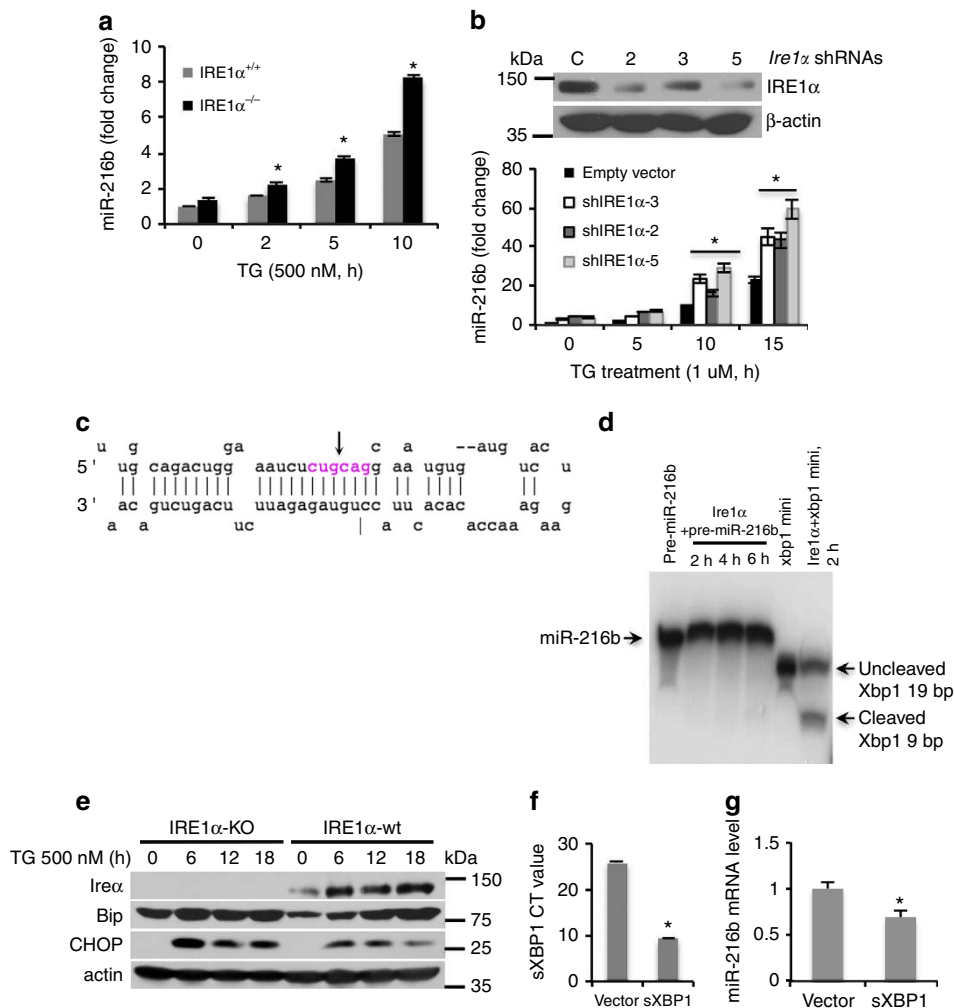 a
miR-216b (fold change)
10
8
6
4
2
0
IRE1α+/+
IRE1α–/–
*
*
*
0 2 5 10
TG (500 nM, h)
b
kDa C 2 3 5 Ire1α shRNAs
150 IRE1α
35 β-actin
miR-216b (fold change)
80
60
40
20
0
Empty vector
shIRE1α-3
shIRE1α-2
shIRE1α-5
*
*
0 5 10 15
TG treatment (1 uM, h)
c
u g ga c a --aug ac
5' ug cagacugg aaucucugcagg aa ugug uc u
3' ac gucugacu uuagagaugucc uu acac ag g
a a uc | a c accaa aa
d
Pre-miR-216b
Ire1α
+pre-miR-216b
2 h 4 h 6 h
xbp1 mini
Ire1α+xbp1 mini,
2 h
miR-216b
Uncleaved
Xbp1 19 bp
Cleaved
Xbp1 9 bp
e
IRE1α-KO IRE1α-wt
TG 500 nM (h) 0 6 12 18 0 6 12 18 kDa
Ireα 150
Bip 75
CHOP 25
actin 35
f
sXBP1 CT value
30
20
10
0
*
Vector sXBP1
g
miR-216b mRNA level
1.5
1
0.5
0
*
Vector sXBP1